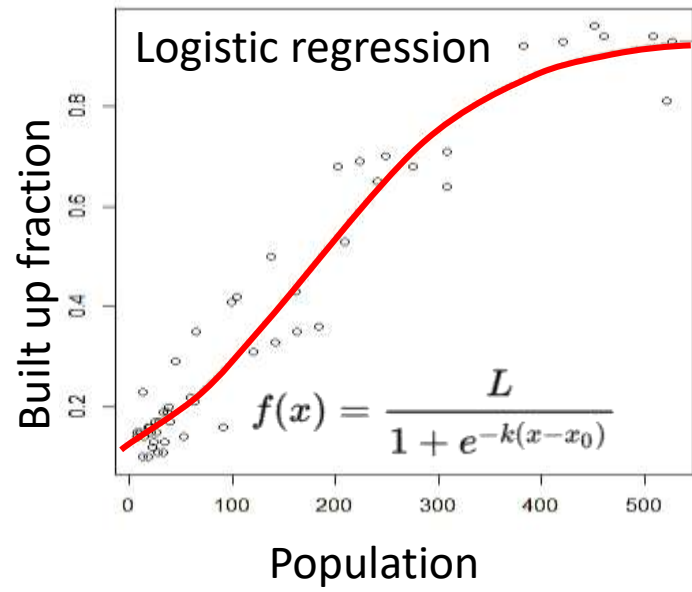 Logistic regression
Built up fraction
0.8
0.6
0.4
0.2
f(x) = L / (1 + e^{-k(x-x_0)})
0 100 200 300 400 500
Population